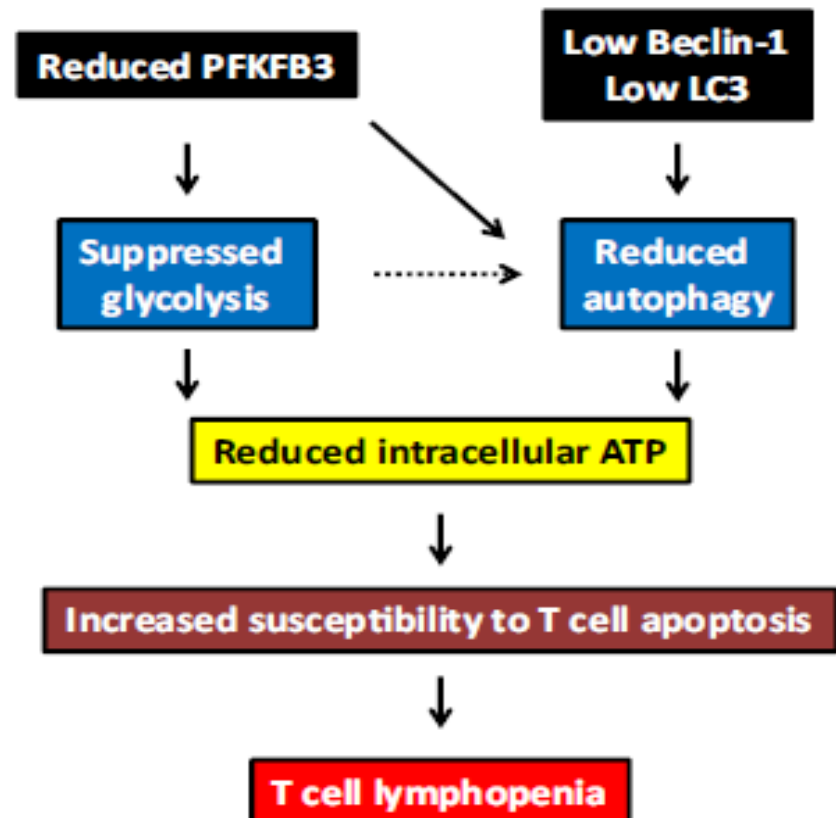 Reduced PFKFB3
Low Beclin-1
Low LC3
Suppressed
glycolysis
Reduced
autophagy
Reduced intracellular ATP
Increased susceptibility to T cell apoptosis
T cell lymphopenia